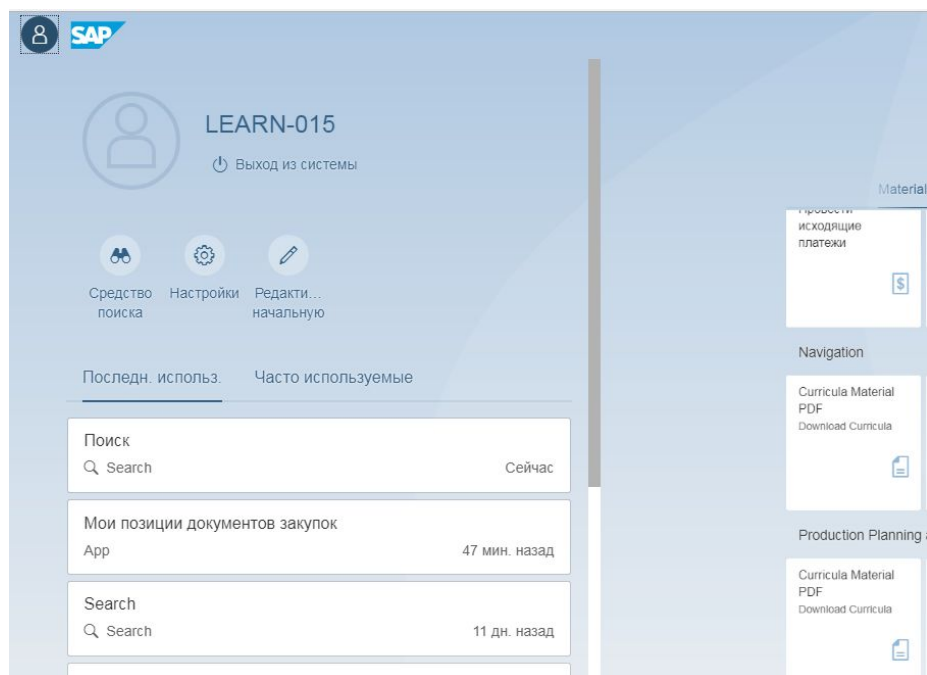 SAP
LEARN-015
Выход из системы
Средство
поиска
Настройки
Редакти...
начальную
Последн. использ.
Часто используемые
Поиск
Search
Сейчас
Мои позиции документов закупок
App
47 мин. назад
Search
Search
11 дн. назад
Material
Провести
исходящие
платежи
Navigation
Curricula Material
PDF
Download Curricula
Production Planning
Curricula Material
PDF
Download Curricula